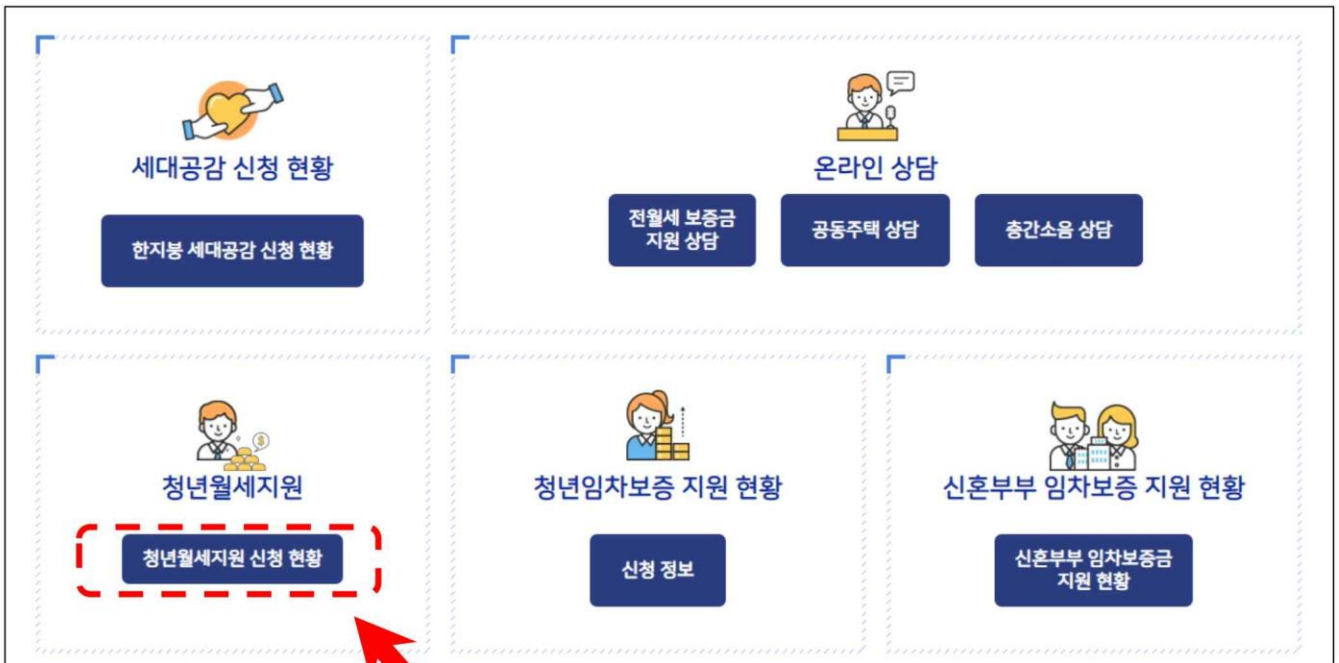 세대공감 신청 현황
한지붕 세대공감 신청 현황
온라인 상담
전월세 보증금
지원 상담
공동주택 상담
층간소음 상담
청년월세지원
청년월세지원 신청 현황
청년임차보증 지원 현황
신청 정보
신혼부부 임차보증 지원 현황
신혼부부 임차보증금
지원 현황